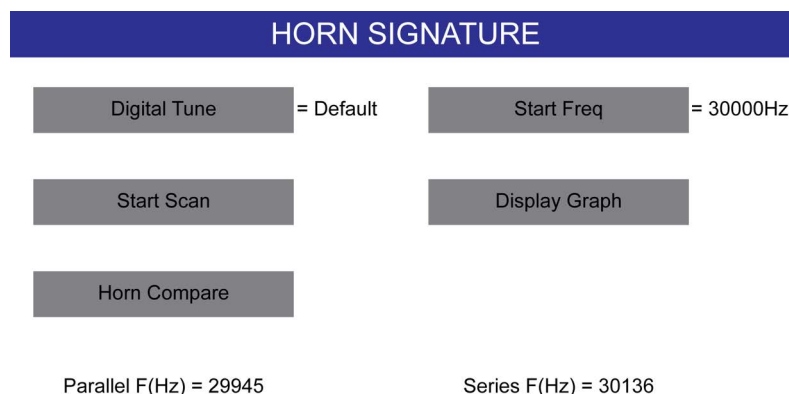 HORN SIGNATURE
Digital Tune = Default Start Freq = 30000Hz
Start Scan Display Graph
Horn Compare
Parallel F(Hz) = 29945 Series F(Hz) = 30136